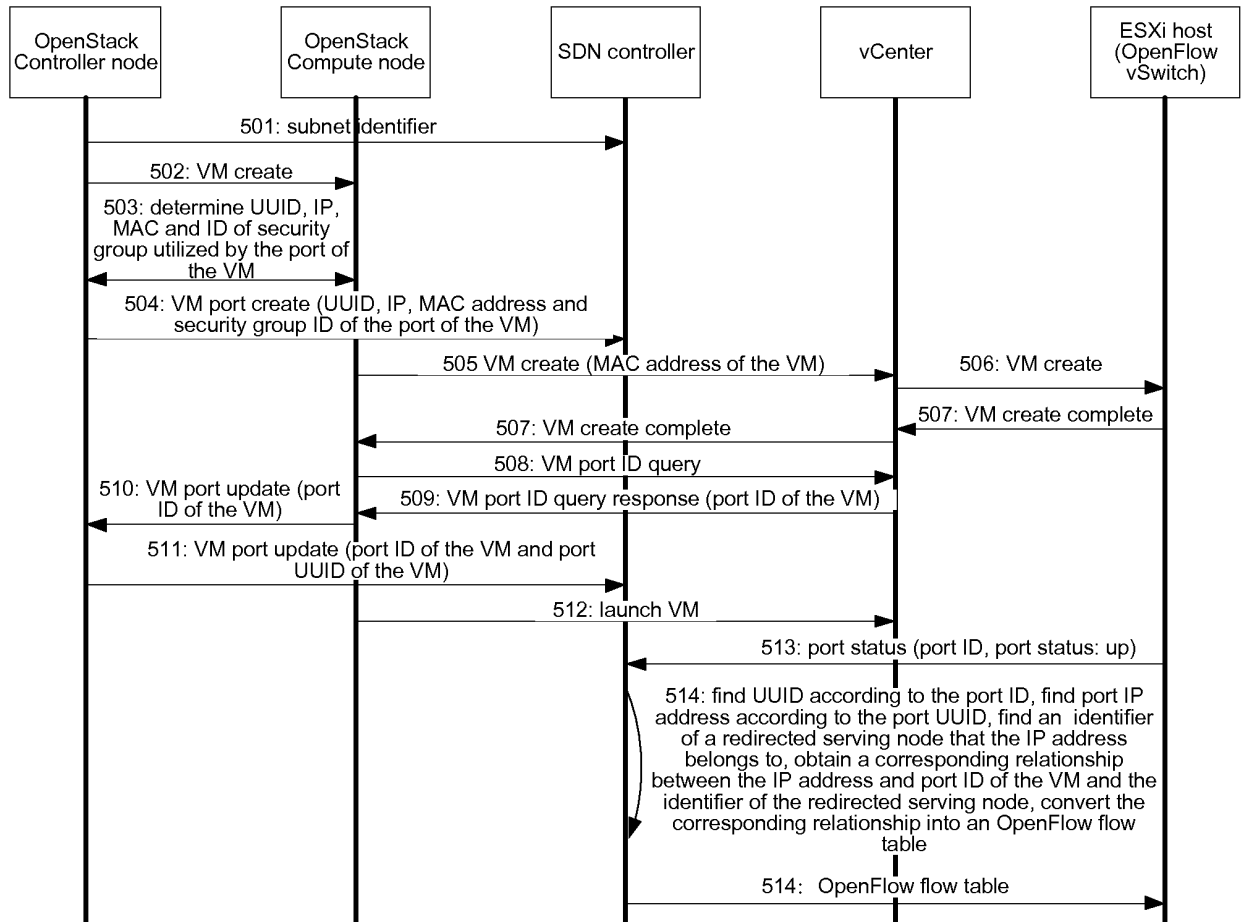 OpenStack
Controller node
OpenStack
Compute node
SDN controller
vCenter
ESXi host
(OpenFlow
vSwitch)
501: subnet identifier
502: VM create
503: determine UUID, IP,
MAC and ID of security
group utilized by the port of
the VM
504: VM port create (UUID, IP, MAC address and
security group ID of the port of the VM)
505 VM create (MAC address of the VM)
506: VM create
507: VM create complete
507: VM create complete
508: VM port ID query
509: VM port ID query response (port ID of the VM)
510: VM port update (port
ID of the VM)
511: VM port update (port ID of the VM and port
UUID of the VM)
512: launch VM
513: port status (port ID, port status: up)
514: find UUID according to the port ID, find port IP
address according to the port UUID, find an identifier
of a redirected serving node that the IP address
belongs to, obtain a corresponding relationship
between the IP address and port ID of the VM and the
identifier of the redirected serving node, convert the
corresponding relationship into an OpenFlow flow
table
514: OpenFlow flow table